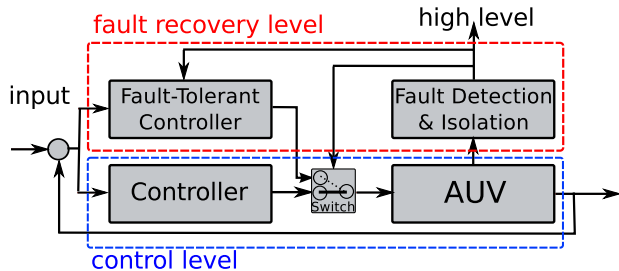 high level
fault recovery level
input
Fault-Tolerant
Controller
Fault Detection
& Isolation
Controller
Switch
AUV
control level